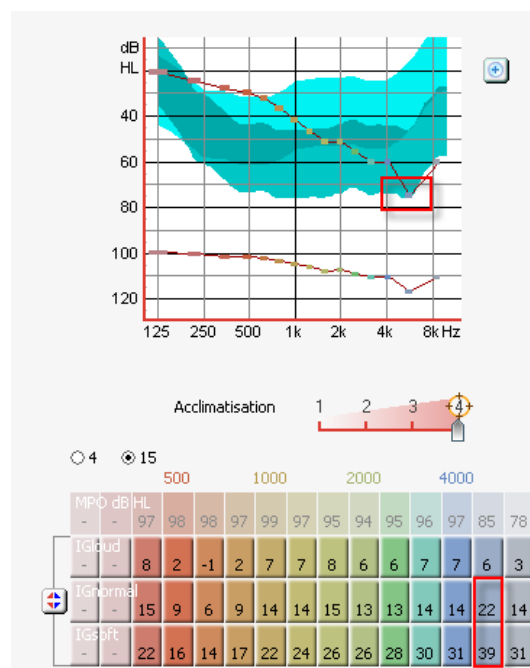 dB
HL
40
60
80
100
120
125 250 500 1k 2k 4k 8k Hz
Acclimatisation 1 2 3 4
4 15
500 1000 2000 4000
MPO dB HL
- - 97 98 98 97 99 97 95 94 95 96 97 85 78
IGloud
8 2 -1 2 7 7 8 6 6 6 7 7 6 3
IGnormal
15 9 6 9 14 14 15 13 13 14 14 22 14
IGsoft
- - 22 16 14 17 22 22 26 26 28 30 31 39 31